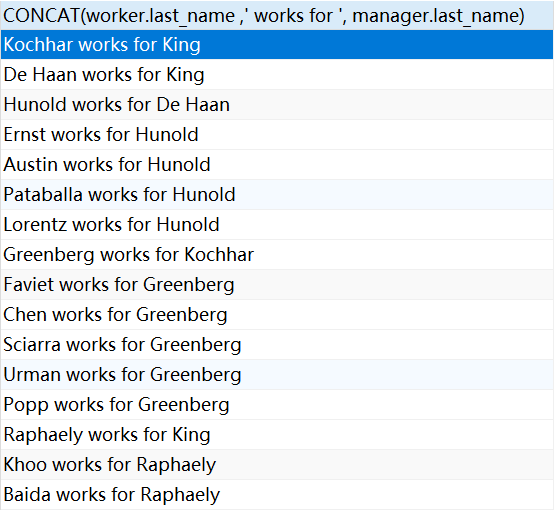 CONCAT(worker.last_name ,' works for ', manager.last_name)
Kochhar works for King
De Haan works for King
Hunold works for De Haan
Ernst works for Hunold
Austin works for Hunold
Pataballa works for Hunold
Lorentz works for Hunold
Greenberg works for Kochhar
Faviet works for Greenberg
Chen works for Greenberg
Sciarra works for Greenberg
Urman works for Greenberg
Popp works for Greenberg
Raphaely works for King
Khoo works for Raphaely
Baida works for Raphaely